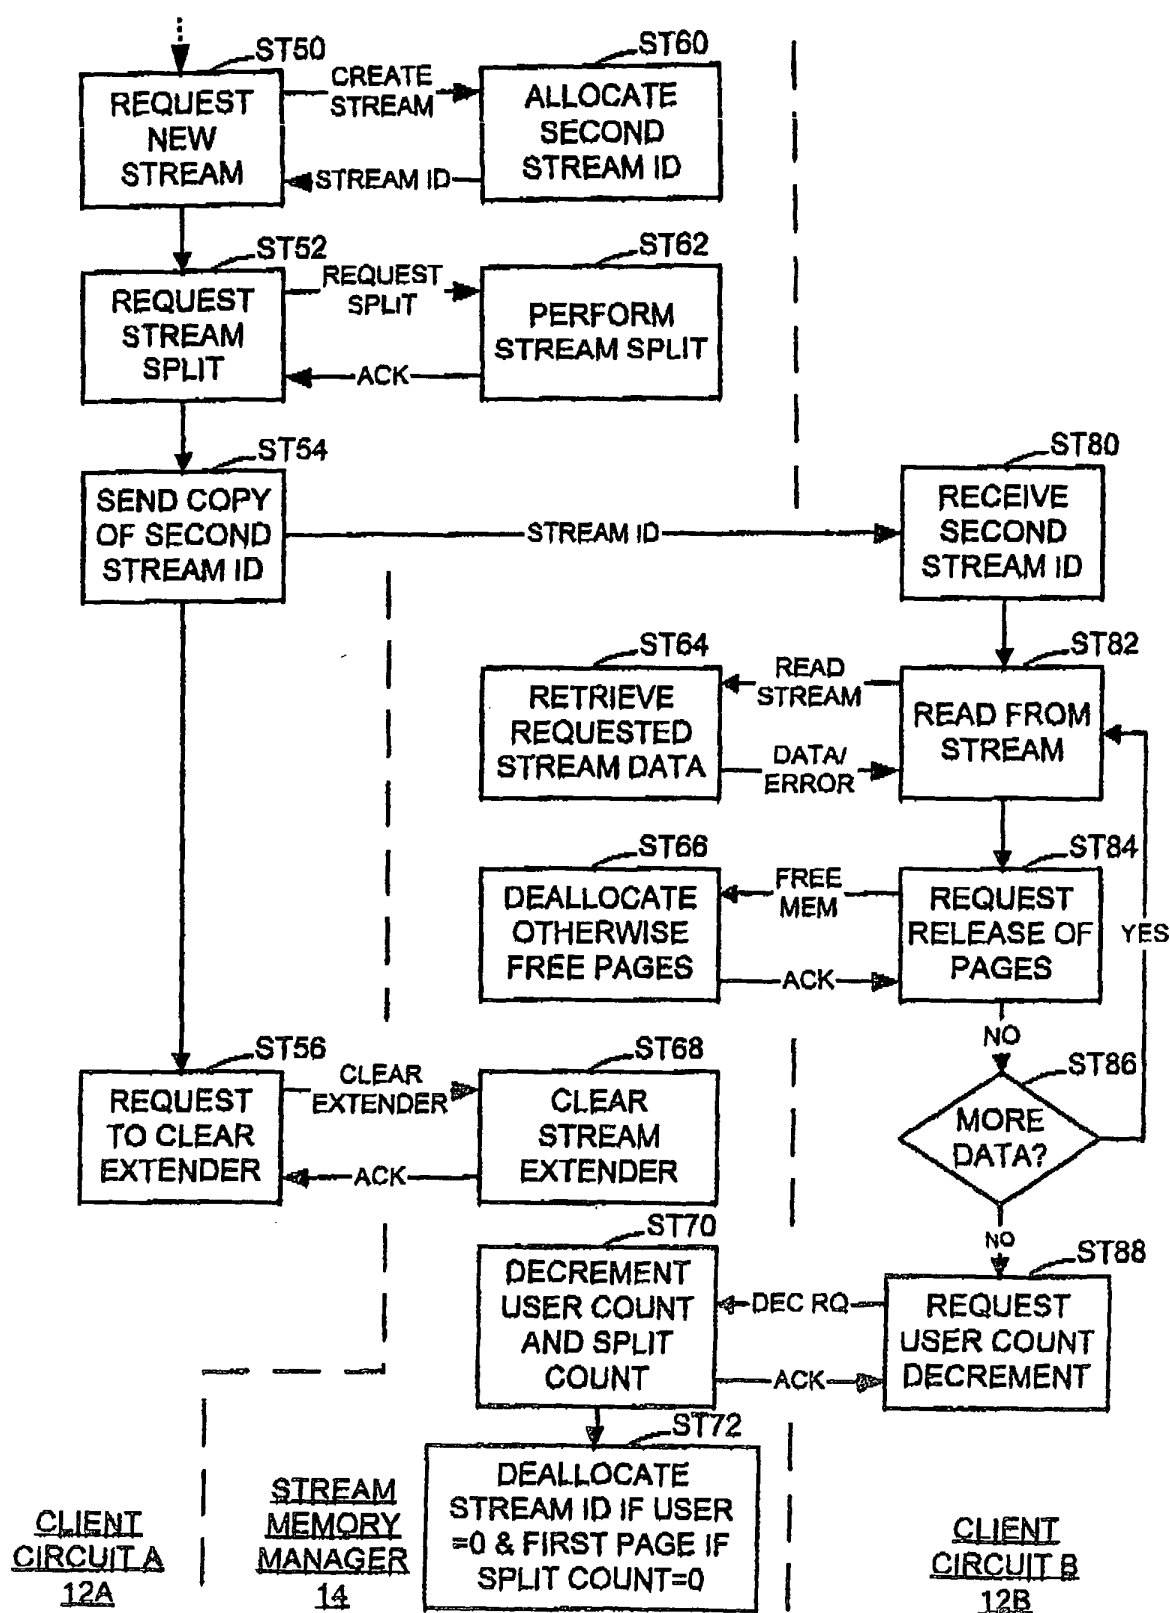 ST50
REQUEST
NEW
STREAM
CREATE
STREAM
STREAM ID
ST60
ALLOCATE
SECOND
STREAM ID
ST52
REQUEST
STREAM
SPLIT
REQUEST
SPLIT
ACK
ST62
PERFORM
STREAM SPLIT
ST54
SEND COPY
OF SECOND
STREAM ID
STREAM ID
ST80
RECEIVE
SECOND
STREAM ID
ST64
RETRIEVE
REQUESTED
STREAM DATA
READ
STREAM
DATA/
ERROR
ST82
READ FROM
STREAM
ST66
DEALLOCATE
OTHERWISE
FREE PAGES
FREE
MEM
ACK
ST84
REQUEST
RELEASE OF
PAGES
YES
NO
ST56
REQUEST
TO CLEAR
EXTENDER
CLEAR
EXTENDER
ACK
ST68
CLEAR
STREAM
EXTENDER
ST86
MORE
DATA?
NO
ST70
DECREMENT
USER COUNT
AND SPLIT
COUNT
DEC RQ
ACK
ST88
REQUEST
USER COUNT
DECREMENT
ST72
DEALLOCATE
STREAM ID IF USER
=0 & FIRST PAGE IF
SPLIT COUNT=0
CLIENT
CIRCUIT A
12A
STREAM
MEMORY
MANAGER
14
CLIENT
CIRCUIT B
12B